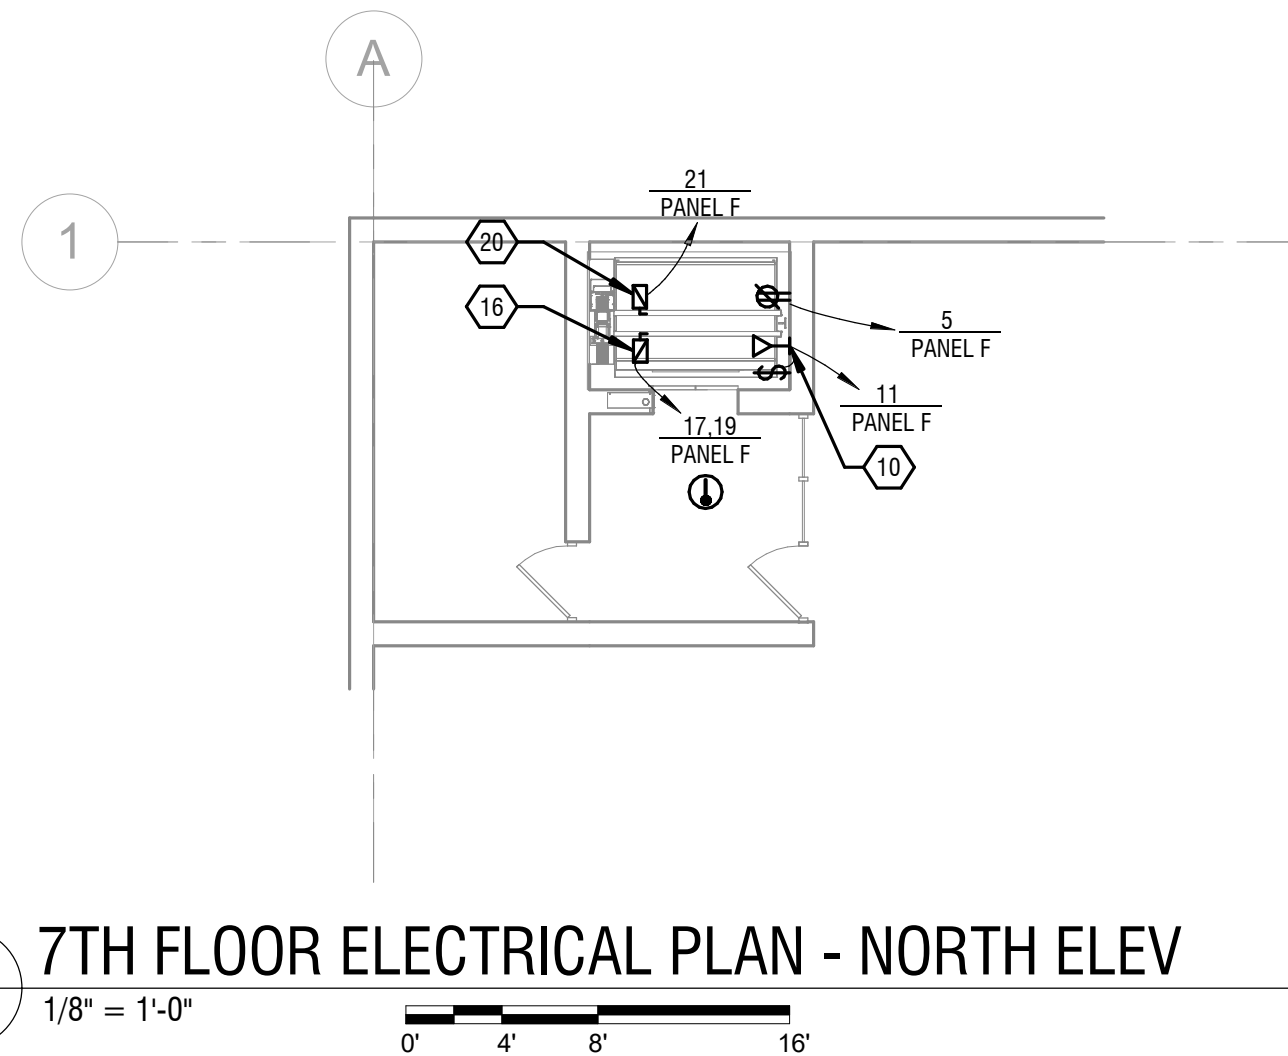 A
1
21
PANEL F
20
16
5
PANEL F
11
PANEL F
$
17,19
PANEL F
10
7TH FLOOR ELECTRICAL PLAN - NORTH ELEV
1/8" = 1'-0"
0' 4' 8' 16'